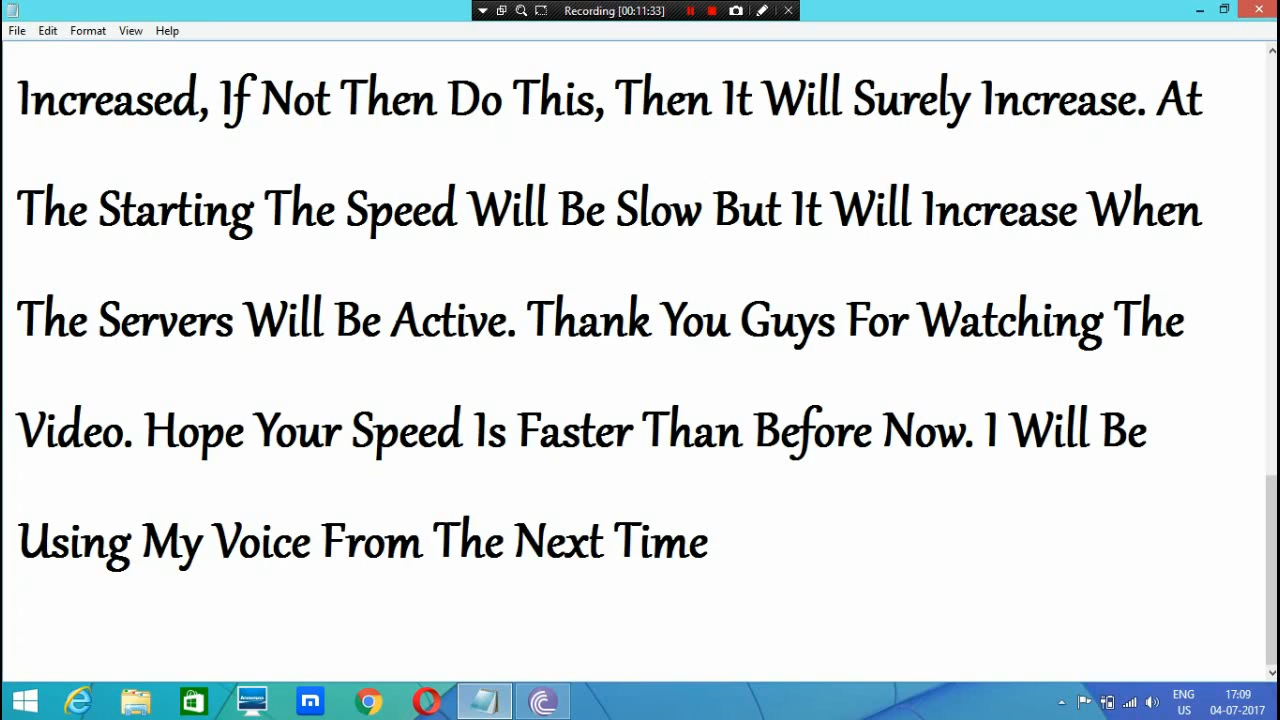 Recording [00:11:33]
File Edit Format View Help
Increased, If Not Then Do This, Then It Will Surely Increase. At
The Starting The Speed Will Be Slow But It Will Increase When
The Servers Will Be Active. Thank You Guys For Watching The
Video. Hope Your Speed Is Faster Than Before Now. I Will Be
Using My Voice From The Next Time
ENG 17:09
US 04-07-2017